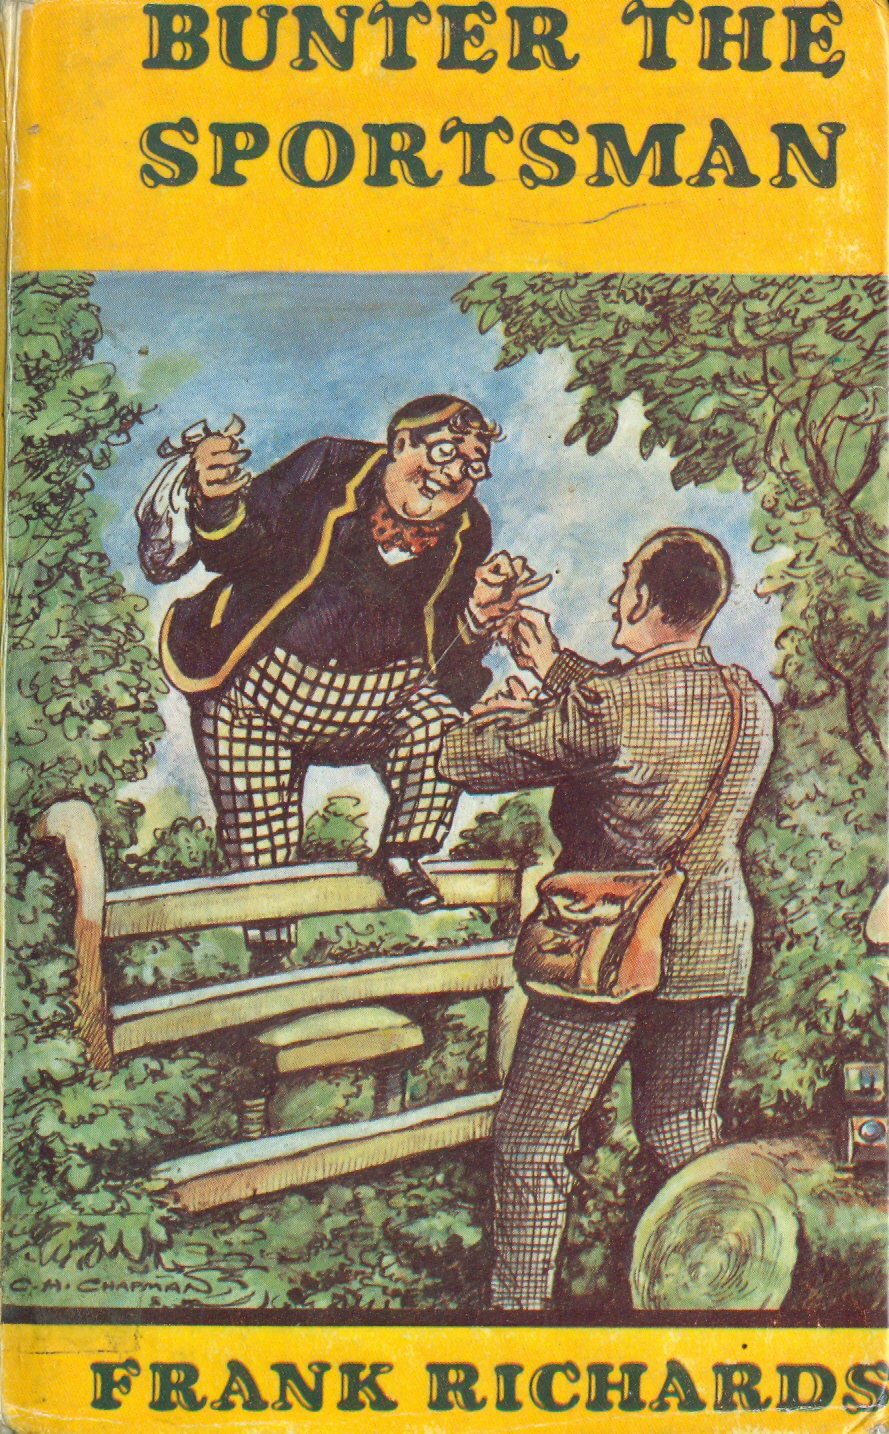 BUNTER THE
SPORTSMAN
C. H. CHAPMAN
FRANK RICHARDS